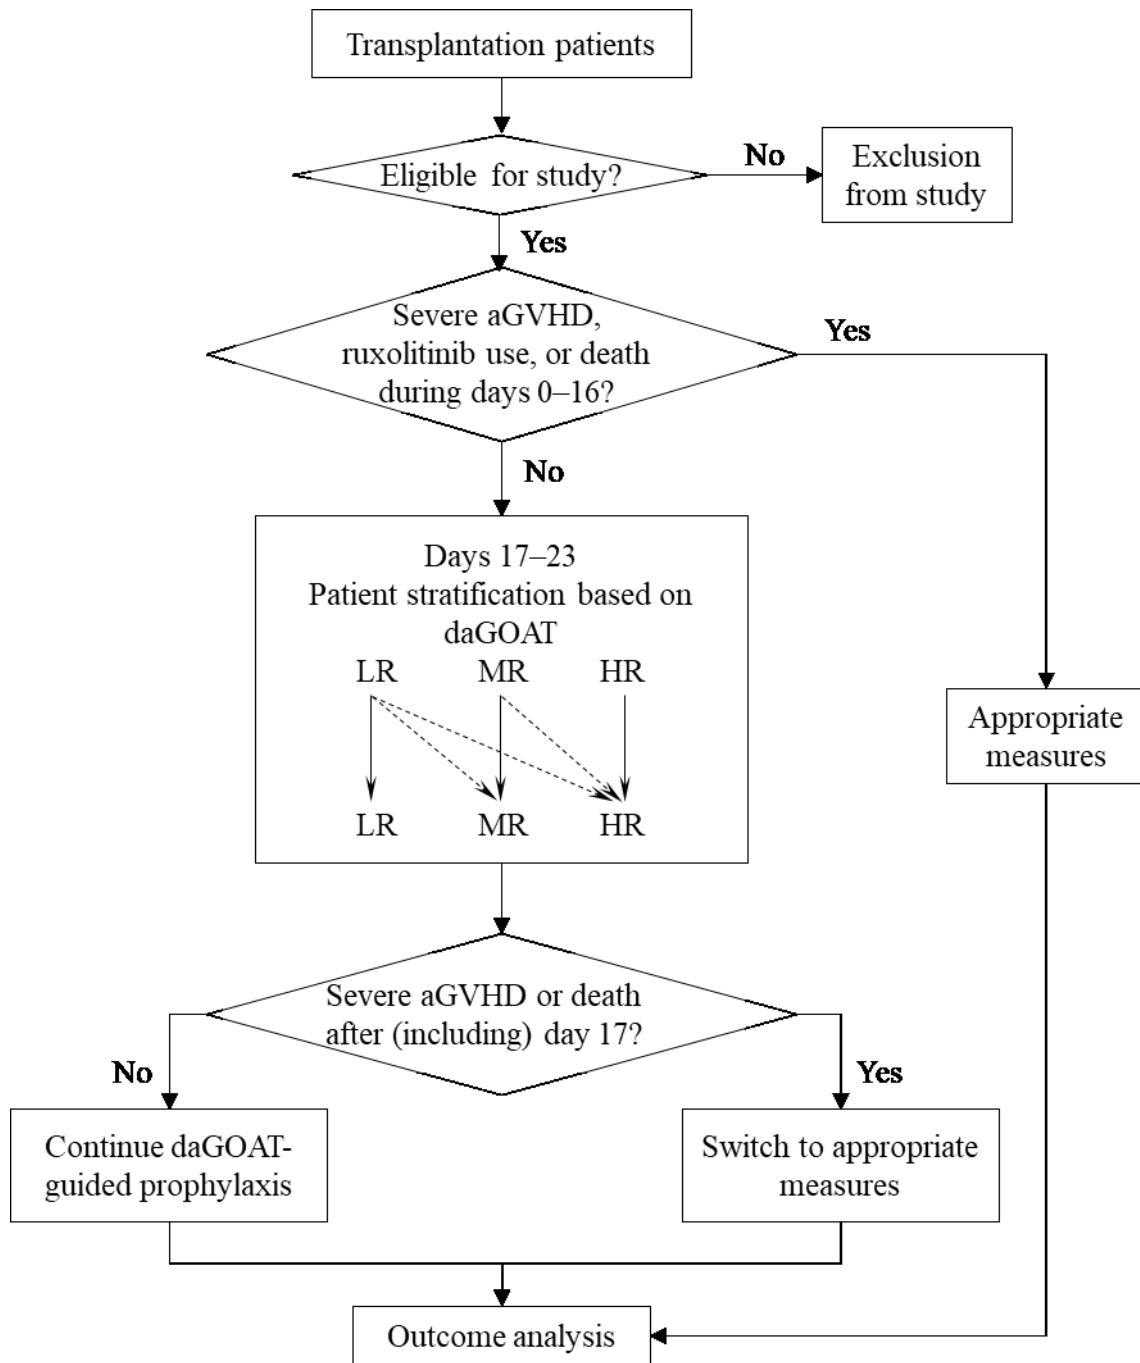 Transplantation patients
Eligible for study?
No
Exclusion
from study
Yes
Severe aGVHD,
ruxolitinib use, or death
during days 0–16?
Yes
No
Days 17–23
Patient stratification based on
daGOAT
LR MR HR
LR MR HR
Appropriate
measures
Severe aGVHD or death
after (including) day 17?
No
Yes
Continue daGOAT-
guided prophylaxis
Switch to appropriate
measures
Outcome analysis